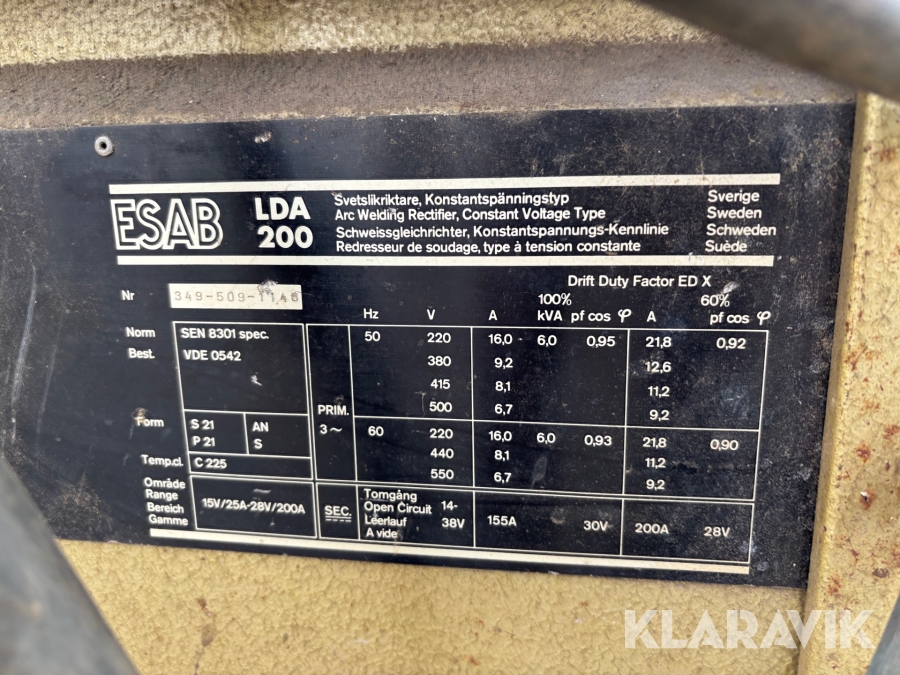 ESAB LDA 200
Svetslikriktare, Konstantspänningstyp Sverige
Arc Welding Rectifier, Constant Voltage Type Sweden
Schweissgleichrichter, Konstantspannungs-Kennlinie Schweden
Redresseur de soudage, type à tension constante Suède
Drift Duty Factor ED X
Nr 349-509-1146
100% 60%
Hz V A kVA pf cos φ A pf cos φ
Norm SEN 8301 spec.
Best. VDE 0542
PRIM. 3~
50 220 16,0 6,0 0,95 21,8 0,92
380 9,2 12,6
415 8,1 11,2
500 6,7 9,2
Form S 21 AN
P 21 S
60 220 16,0 6,0 0,93 21,8 0,90
440 8,1 11,2
550 6,7 9,2
Temp.cl. C 225
Område
Range
Bereich
Gamme
15V/25A-28V/200A
SEC.
Tomgång
Open Circuit 14-
Leerlauf 38V
A vide
155A 30V 200A 28V
KLARAVIK